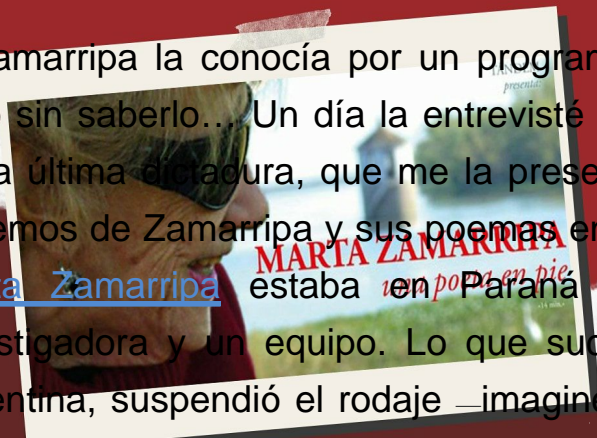 amarripa la conocía por un program
sin saberlo… Un día la entrevisté
a última dictadura, que me la prese
emos de Zamarripa y sus poemas en
presenta:
MARTA ZAMARRIPA
una poeta en pie
ta Zamarripa estaba en Paraná
stigadora y un equipo. Lo que suc
entina, suspendió el rodaje —imagine